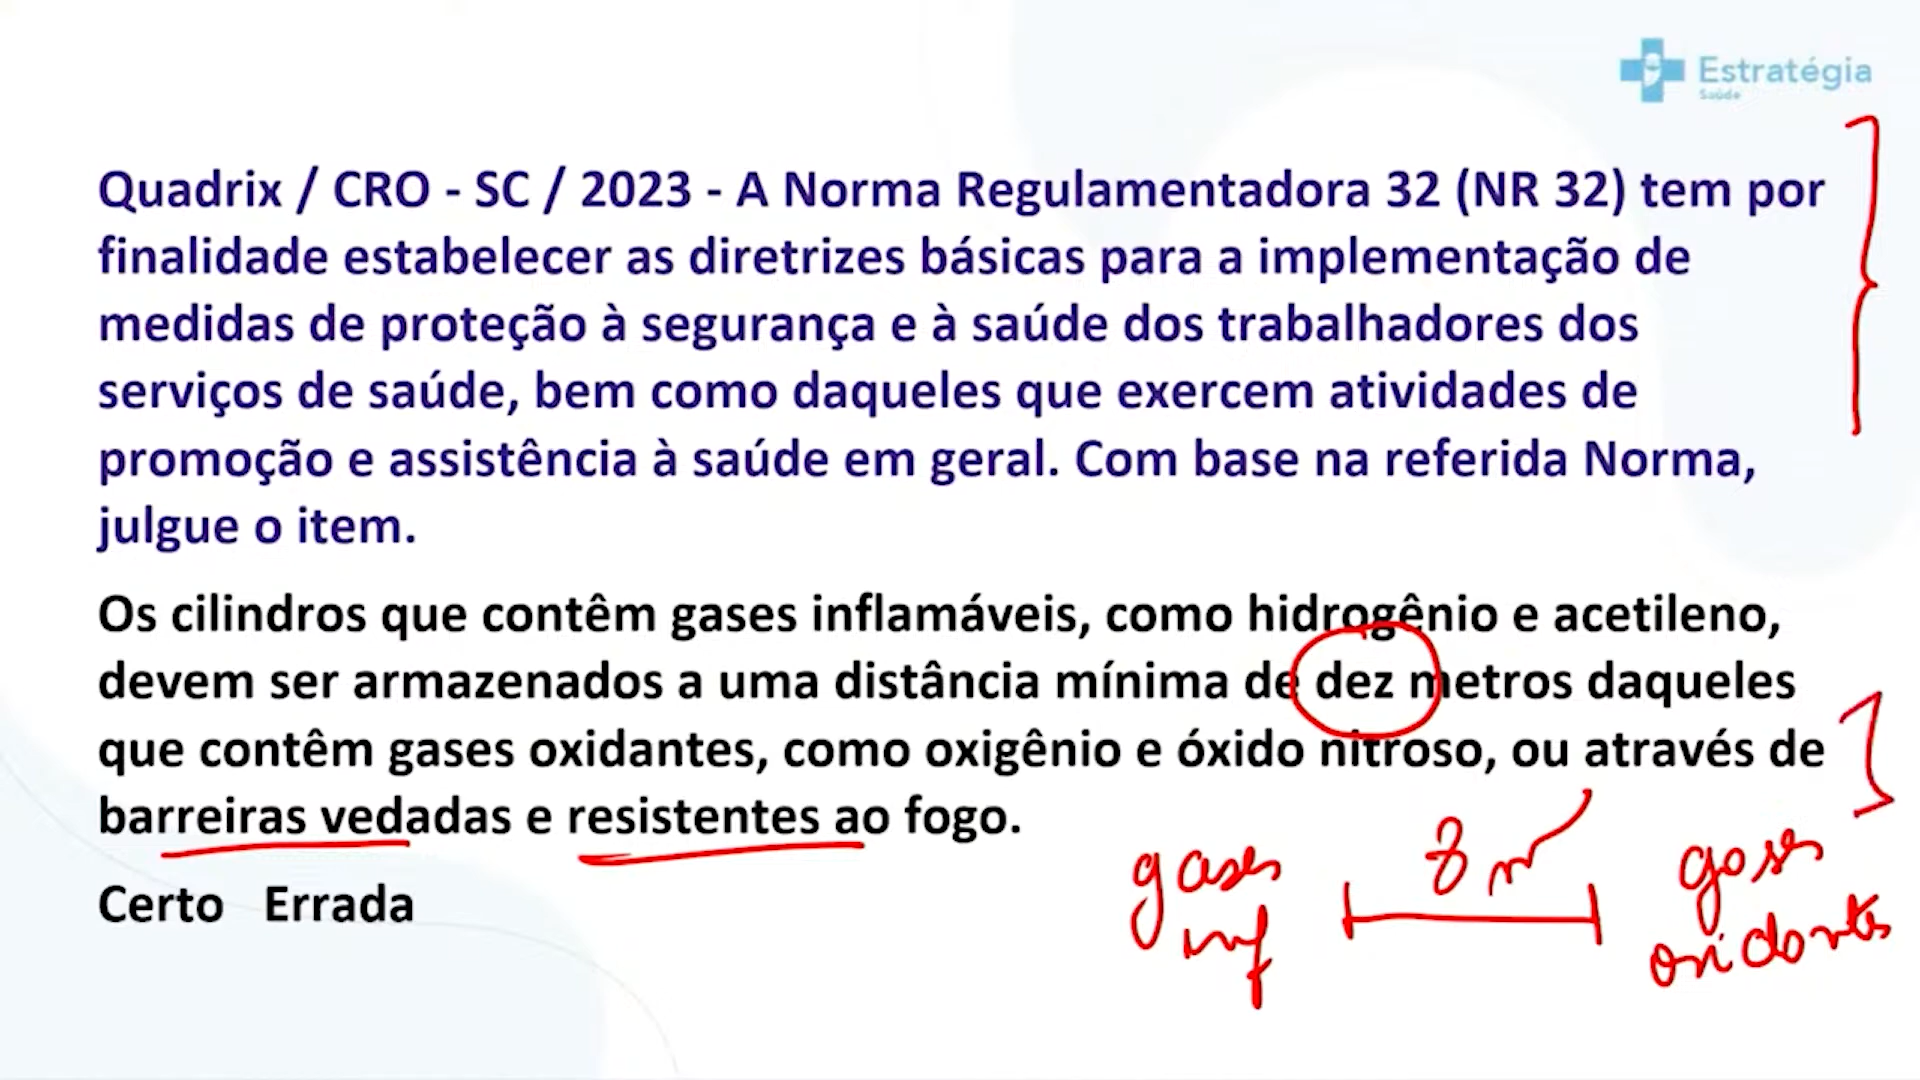 Estratégia
Saúde
Quadrix / CRO - SC / 2023 - A Norma Regulamentadora 32 (NR 32) tem por
finalidade estabelecer as diretrizes básicas para a implementação de
medidas de proteção à segurança e à saúde dos trabalhadores dos
serviços de saúde, bem como daqueles que exercem atividades de
promoção e assistência à saúde em geral. Com base na referida Norma,
julgue o item.
Os cilindros que contêm gases inflamáveis, como hidrogênio e acetileno,
devem ser armazenados a uma distância mínima de dez metros daqueles
que contêm gases oxidantes, como oxigênio e óxido nitroso, ou através de
barreiras vedadas e resistentes ao fogo.
gases
inf
8 m
gases
oxidantes
Certo Errada